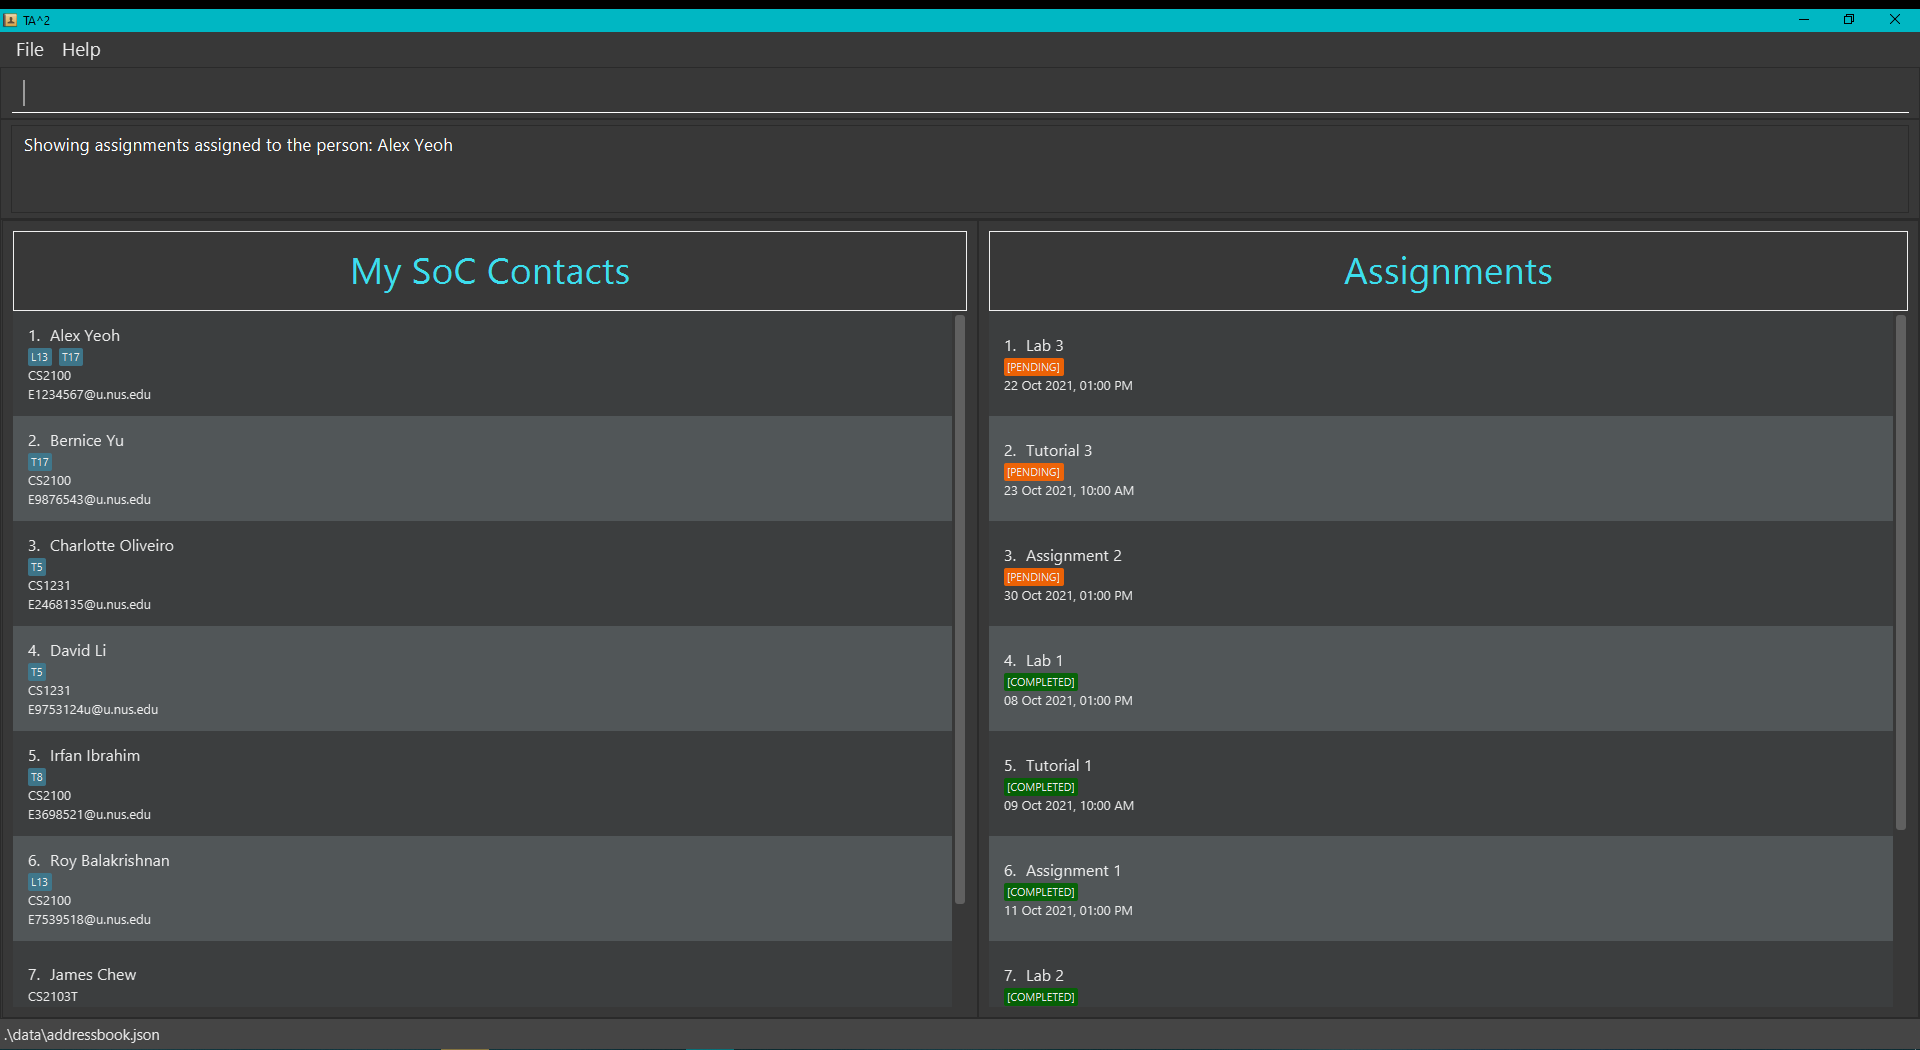 TA^2
File Help
Showing assignments assigned to the person: Alex Yeoh
My SoC Contacts
1. Alex Yeoh
L13 T17
CS2100
E1234567@u.nus.edu
2. Bernice Yu
T17
CS2100
E9876543@u.nus.edu
3. Charlotte Oliveiro
T5
CS1231
E2468135@u.nus.edu
4. David Li
T5
CS1231
E9753124u@u.nus.edu
5. Irfan Ibrahim
T8
CS2100
E3698521@u.nus.edu
6. Roy Balakrishnan
L13
CS2100
E7539518@u.nus.edu
7. James Chew
CS2103T
Assignments
1. Lab 3
[PENDING]
22 Oct 2021, 01:00 PM
2. Tutorial 3
[PENDING]
23 Oct 2021, 10:00 AM
3. Assignment 2
[PENDING]
30 Oct 2021, 01:00 PM
4. Lab 1
[COMPLETED]
08 Oct 2021, 01:00 PM
5. Tutorial 1
[COMPLETED]
09 Oct 2021, 10:00 AM
6. Assignment 1
[COMPLETED]
11 Oct 2021, 01:00 PM
7. Lab 2
[COMPLETED]
.\data\addressbook.json